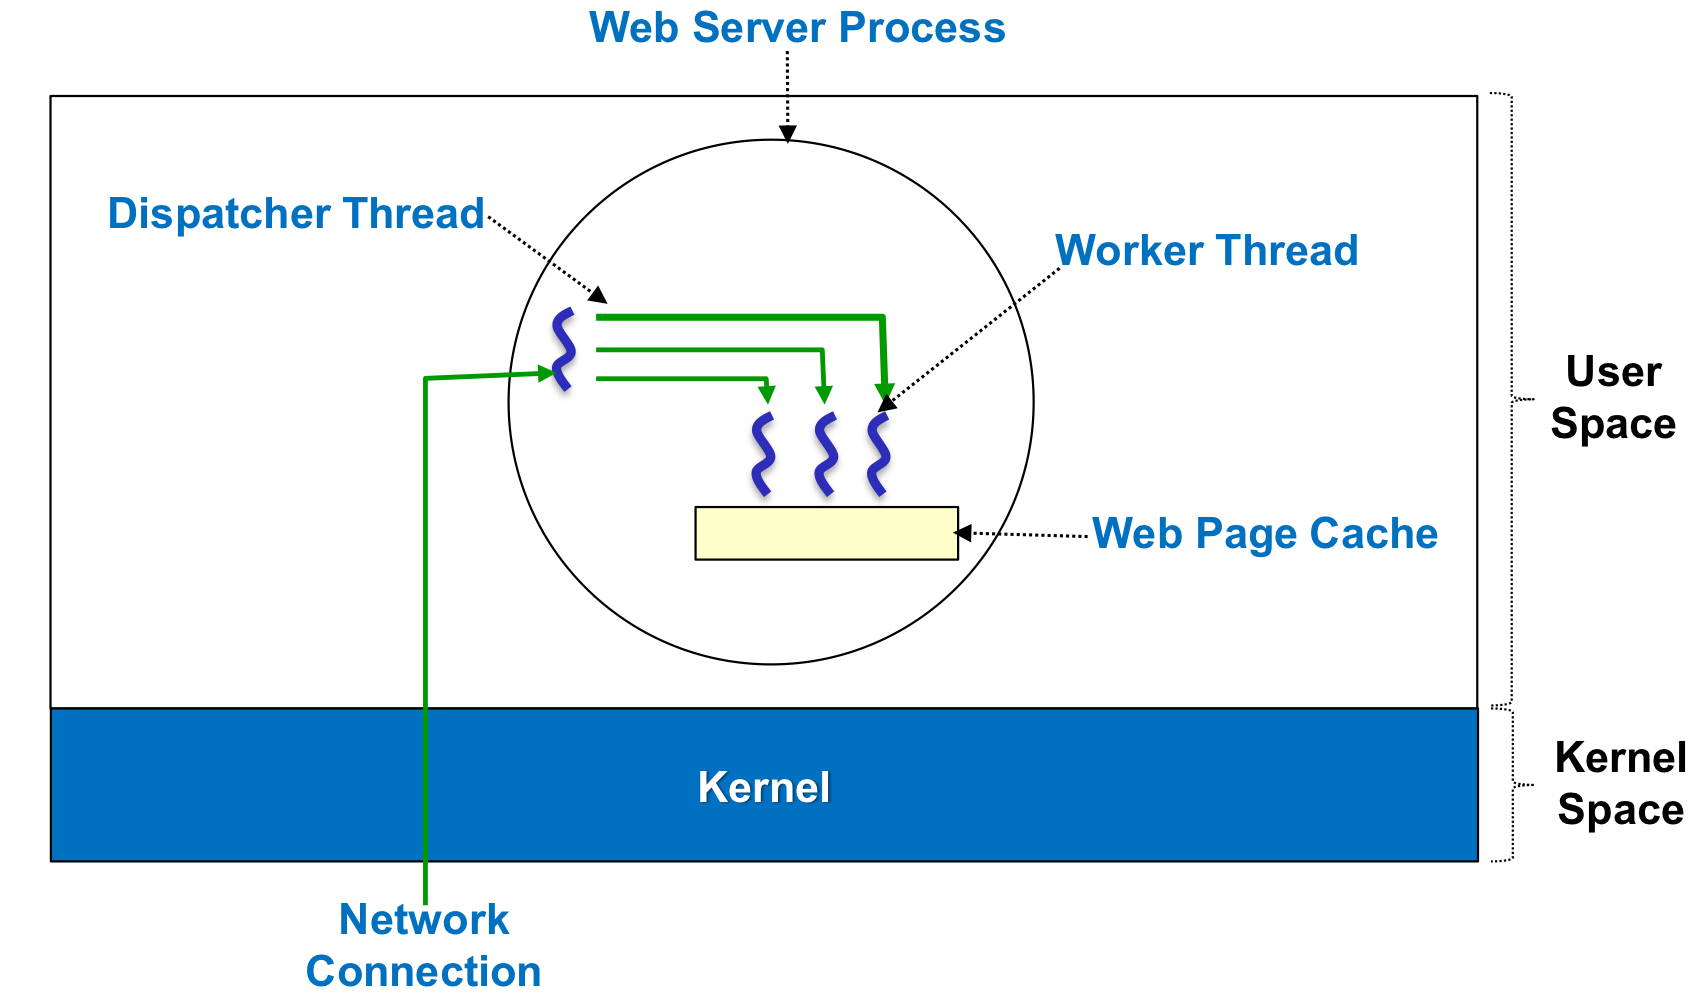 Web Server Process
Dispatcher Thread
Worker Thread
User
Space
Web Page Cache
Kernel
Kernel
Space
Network
Connection